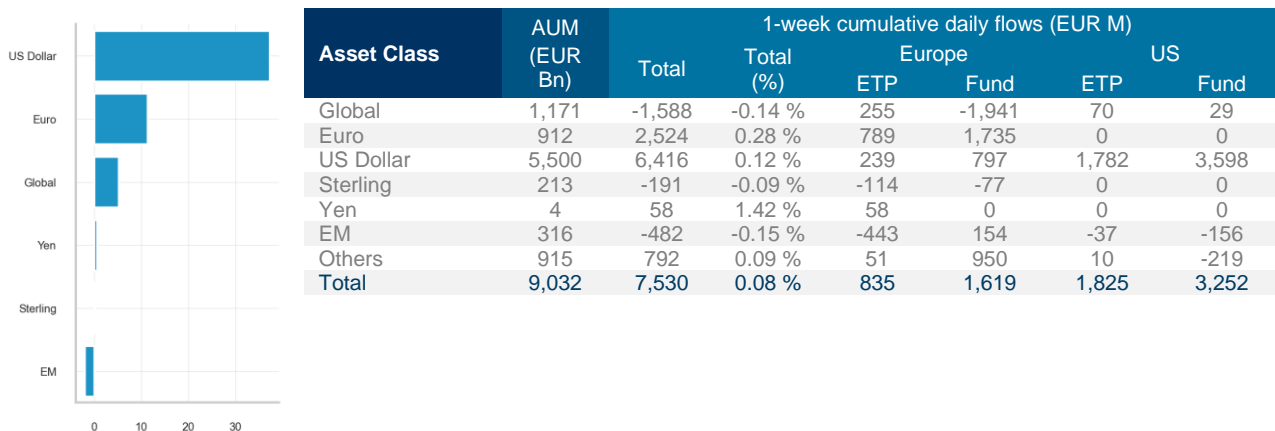 US Dollar
Euro
Global
Yen
Sterling
EM
0 10 20 30
Asset Class AUM (EUR Bn) 1-week cumulative daily flows (EUR M)
Total Total (%) Europe US
ETP Fund ETP Fund
Global 1,171 -1,588 -0.14 % 255 -1,941 70 29
Euro 912 2,524 0.28 % 789 1,735 0 0
US Dollar 5,500 6,416 0.12 % 239 797 1,782 3,598
Sterling 213 -191 -0.09 % -114 -77 0 0
Yen 4 58 1.42 % 58 0 0 0
EM 316 -482 -0.15 % -443 154 -37 -156
Others 915 792 0.09 % 51 950 10 -219
Total 9,032 7,530 0.08 % 835 1,619 1,825 3,252